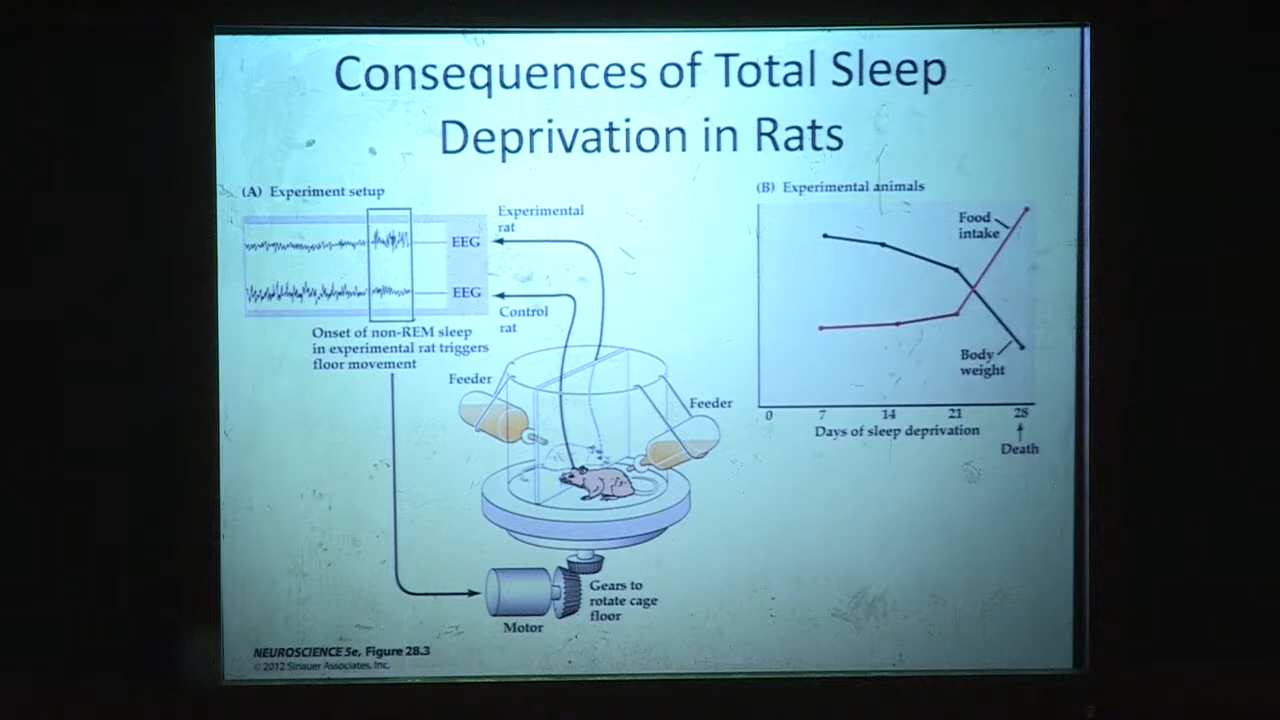 Consequences of Total Sleep
Deprivation in Rats
(A) Experiment setup
Experimental
rat
EEG
EEG
Control
rat
Onset of non-REM sleep
in experimental rat triggers
floor movement
Feeder
Feeder
Gears to
rotate cage
floor
Motor
(B) Experimental animals
Food
intake
Body
weight
0 7 14 21 28
Days of sleep deprivation
Death
NEUROSCIENCE 5e, Figure 28.3
© 2012 Sinauer Associates, Inc.